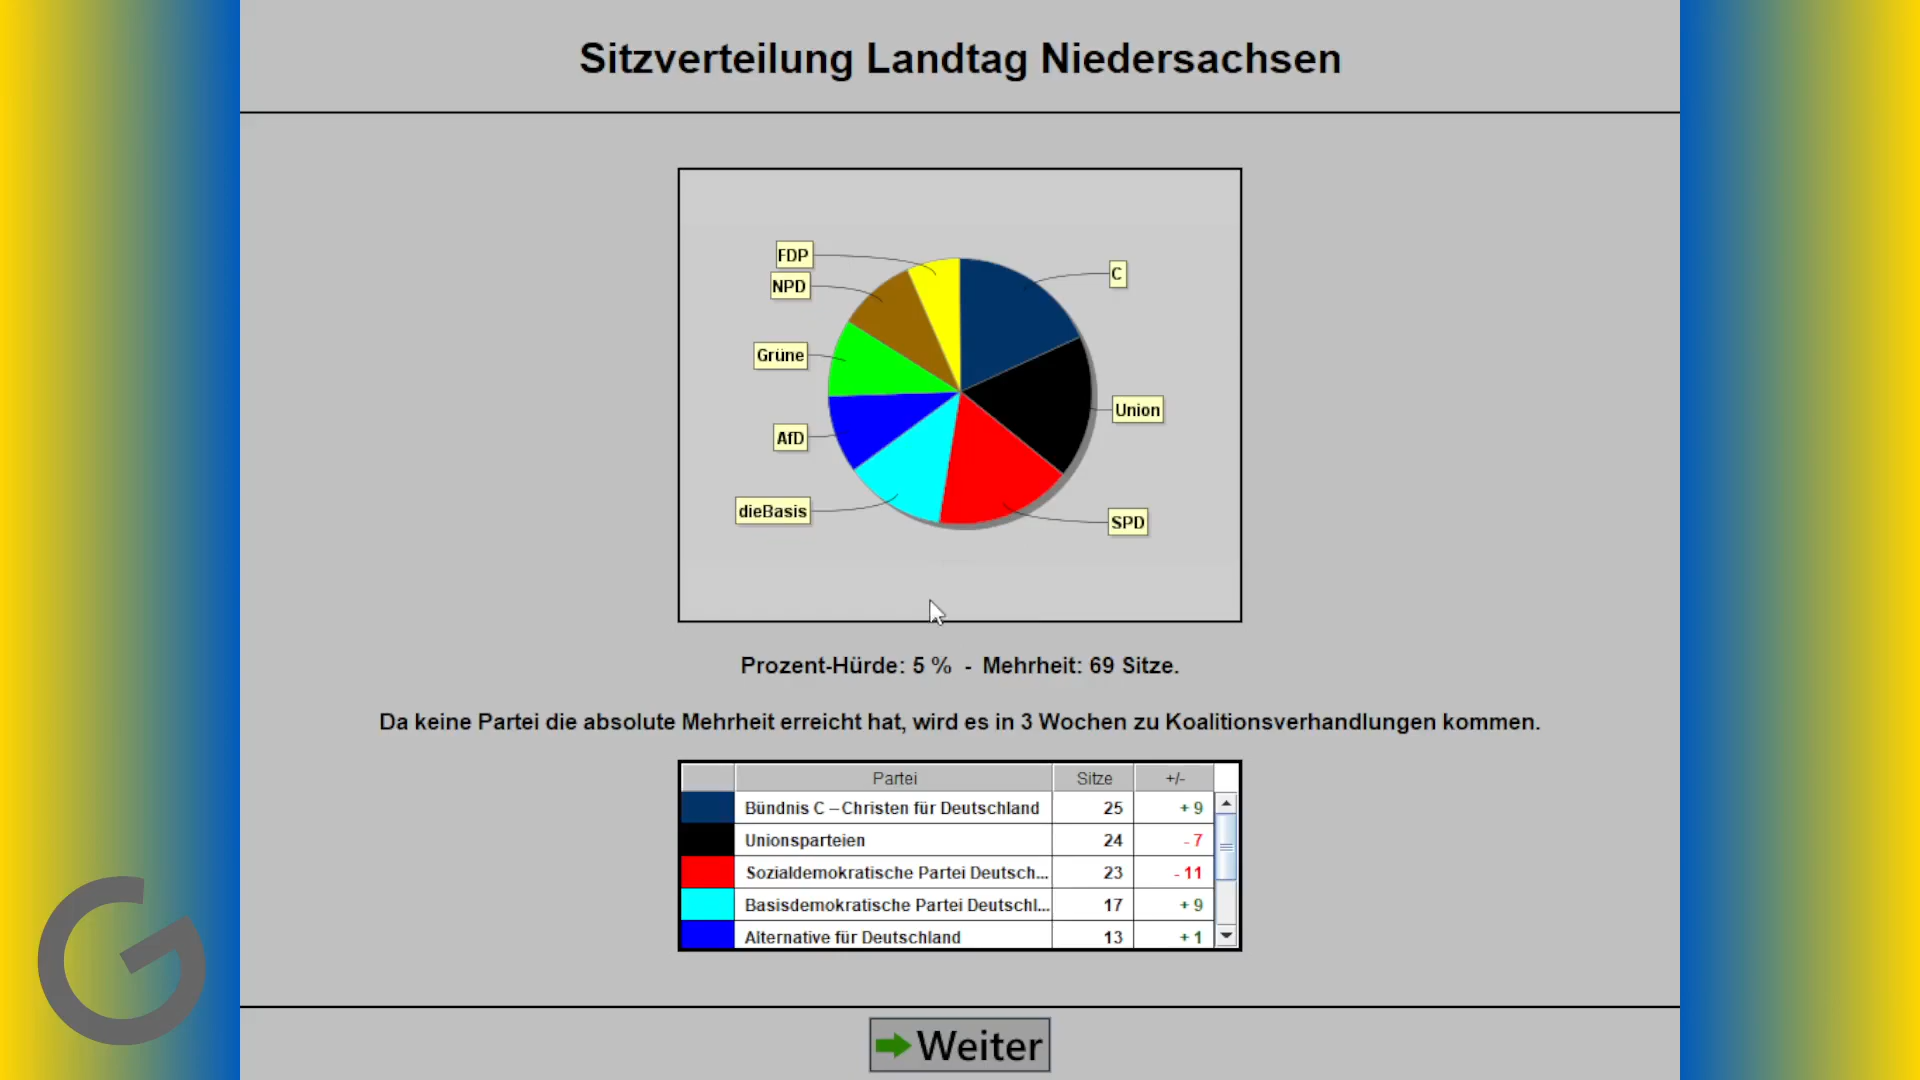 Sitzverteilung Landtag Niedersachsen
FDP
C
NPD
Grüne
Union
AfD
dieBasis
SPD
Prozent-Hürde: 5 % - Mehrheit: 69 Sitze.
Da keine Partei die absolute Mehrheit erreicht hat, wird es in 3 Wochen zu Koalitionsverhandlungen kommen.
Partei Sitze +/-
Bündnis C – Christen für Deutschland 25 + 9
Unionsparteien 24 - 7
Sozialdemokratische Partei Deutsch... 23 - 11
Basisdemokratische Partei Deutschl... 17 + 9
Alternative für Deutschland 13 + 1
G
Weiter